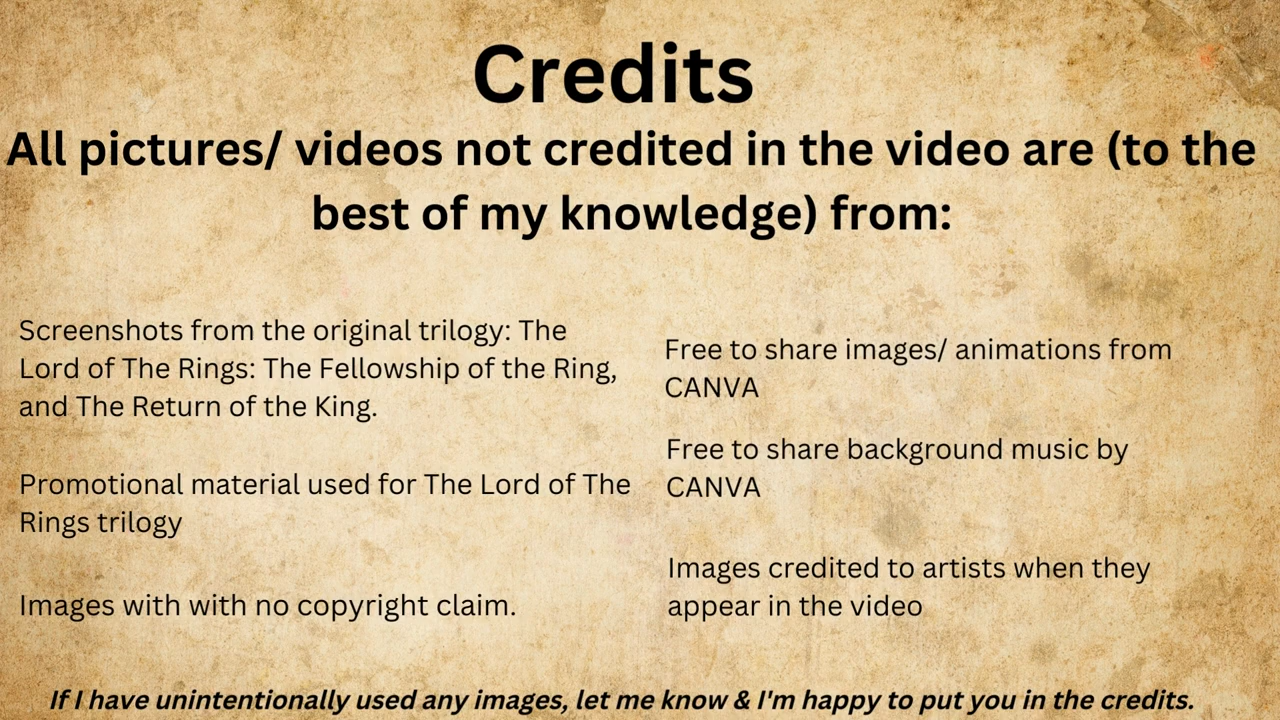 Credits
All pictures/ videos not credited in the video are (to the
best of my knowledge) from:
Screenshots from the original trilogy: The
Lord of The Rings: The Fellowship of the Ring,
and The Return of the King.
Promotional material used for The Lord of The
Rings trilogy
Images with with no copyright claim.
Free to share images/ animations from
CANVA
Free to share background music by
CANVA
Images credited to artists when they
appear in the video
If I have unintentionally used any images, let me know & I'm happy to put you in the credits.